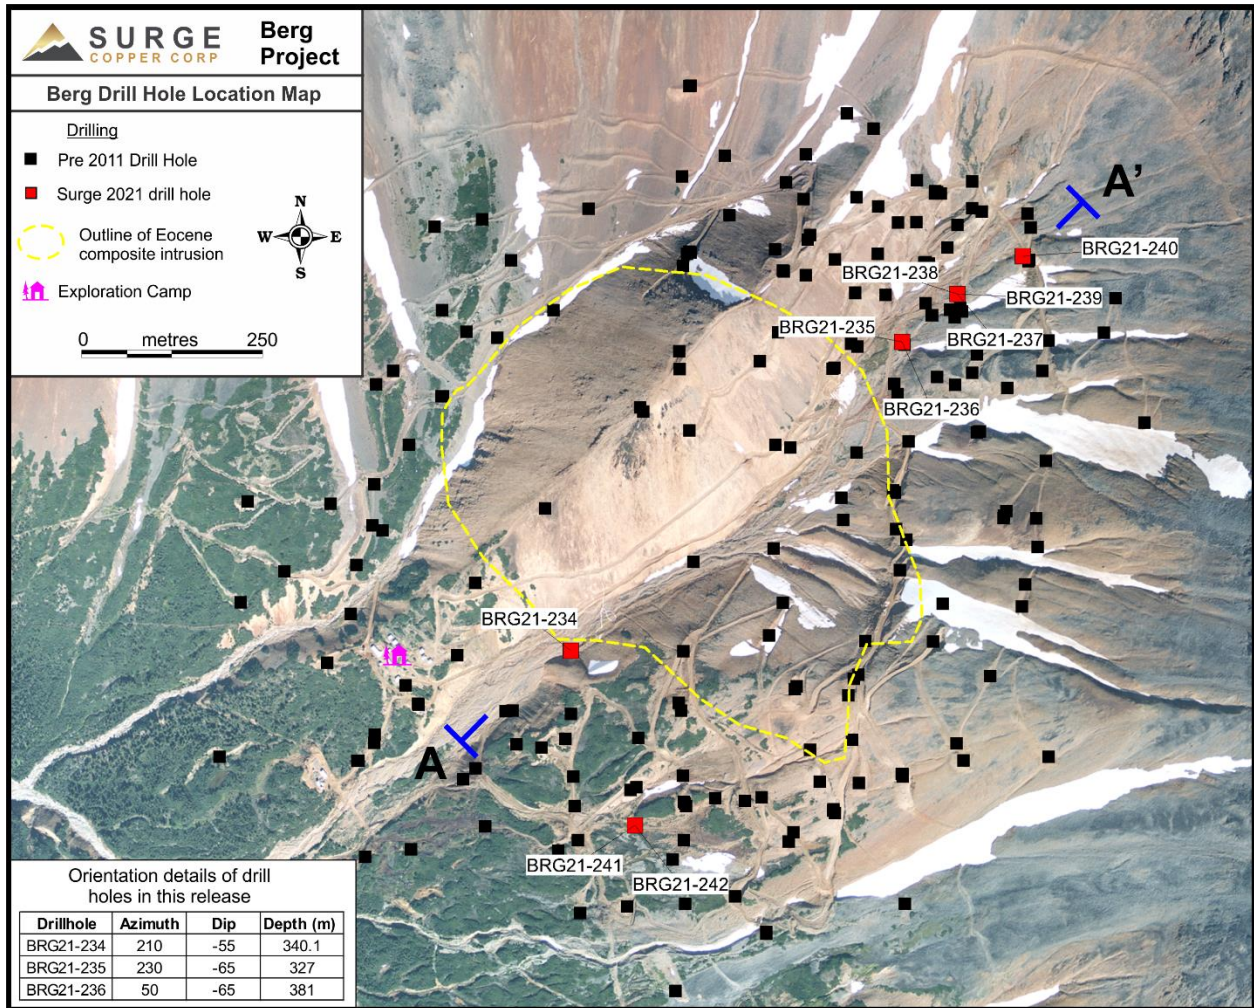 SURGE
COPPER CORP
Berg
Project
Berg Drill Hole Location Map
Drilling
Pre 2011 Drill Hole
Surge 2021 drill hole
Outline of Eocene
composite intrusion
Exploration Camp
N
W E
S
0 metres 250
A'
BRG21-240
BRG21-238
BRG21-239
BRG21-235
BRG21-237
BRG21-236
BRG21-234
A
BRG21-241
BRG21-242
Orientation details of drill
holes in this release
Drillhole Azimuth Dip Depth (m)
BRG21-234 210 -55 340.1
BRG21-235 230 -65 327
BRG21-236 50 -65 381